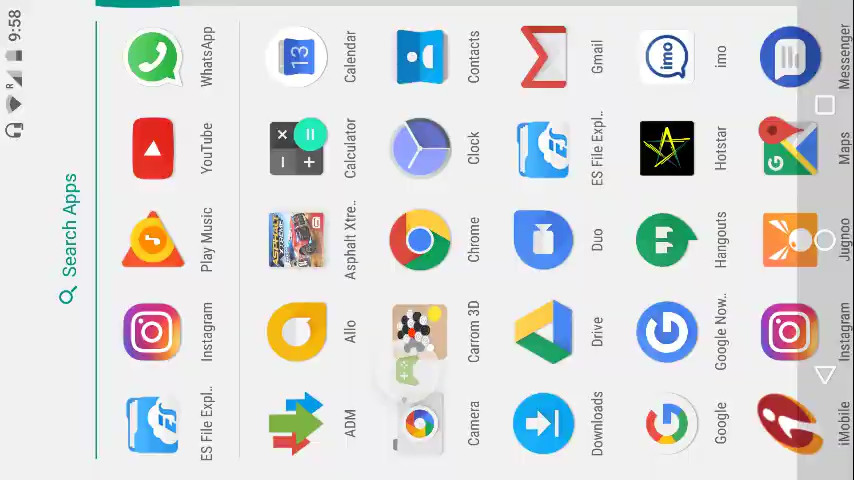 R 9:58
Search Apps
ES File Expl.. Instagram Play Music YouTube WhatsApp
13
ADM Allo Asphalt Xtre.. Calculator Calendar
Camera Carrom 3D Chrome Clock Contacts
Downloads Drive Duo ES File Expl.. Gmail
imo
Google Google Now.. Hangouts Hotstar imo
iMobile Instagram Jugnoo Maps Messenger